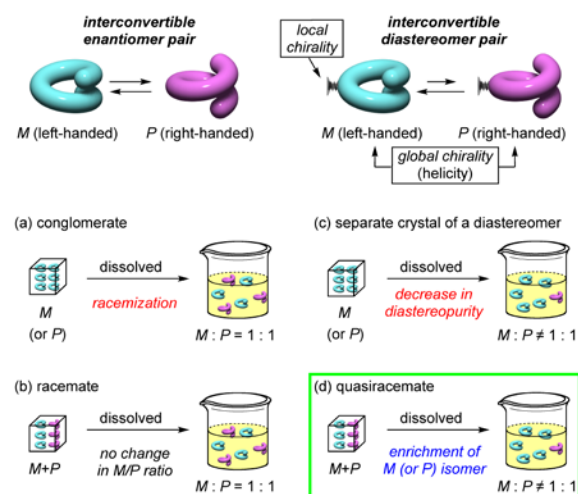 interconvertible
enantiomer pair
M (left-handed) P (right-handed)
interconvertible
diastereomer pair
local
chirality
M (left-handed) P (right-handed)
global chirality
(helicity)
(a) conglomerate
dissolved
racemization
M
(or P)
M : P = 1 : 1
(c) separate crystal of a diastereomer
dissolved
decrease in
diastereopurity
M
(or P)
M : P ≠ 1 : 1
(b) racemate
dissolved
no change
in M/P ratio
M+P
M : P = 1 : 1
(d) quasiracemate
dissolved
enrichment of
M (or P) isomer
M+P
M : P ≠ 1 : 1